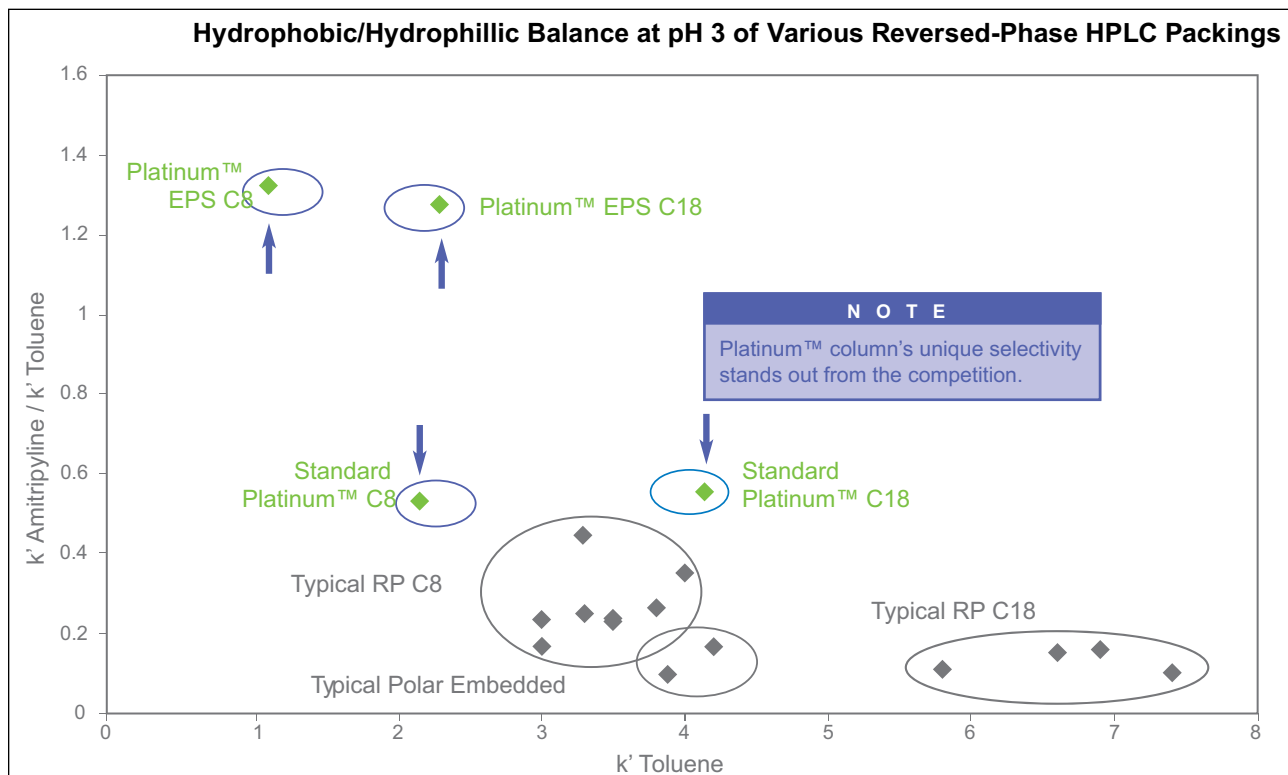 Hydrophobic/Hydrophillic Balance at pH 3 of Various Reversed-Phase HPLC Packings
k' Amitripyline / k' Toluene
1.6
1.4
1.2
1
0.8
0.6
0.4
0.2
0
Platinum™
EPS C8
Platinum™ EPS C18
N O T E
Platinum™ column's unique selectivity
stands out from the competition.
Standard
Platinum™ C8
Standard
Platinum™ C18
Typical RP C8
Typical RP C18
Typical Polar Embedded
0 1 2 3 4 5 6 7 8
k' Toluene